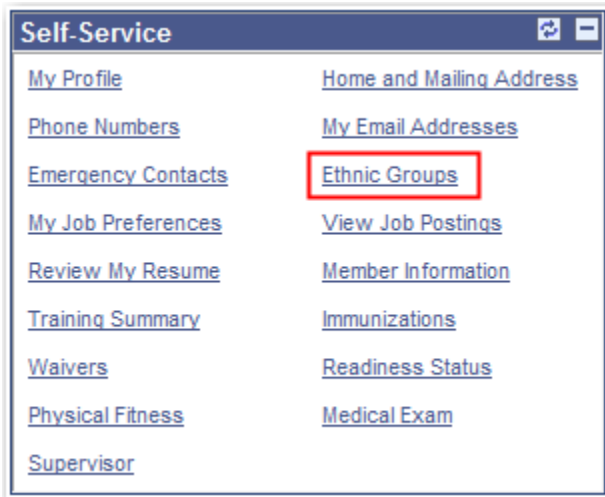 Self-Service
My Profile
Home and Mailing Address
Phone Numbers
My Email Addresses
Emergency Contacts
Ethnic Groups
My Job Preferences
View Job Postings
Review My Resume
Member Information
Training Summary
Immunizations
Waivers
Readiness Status
Physical Fitness
Medical Exam
Supervisor